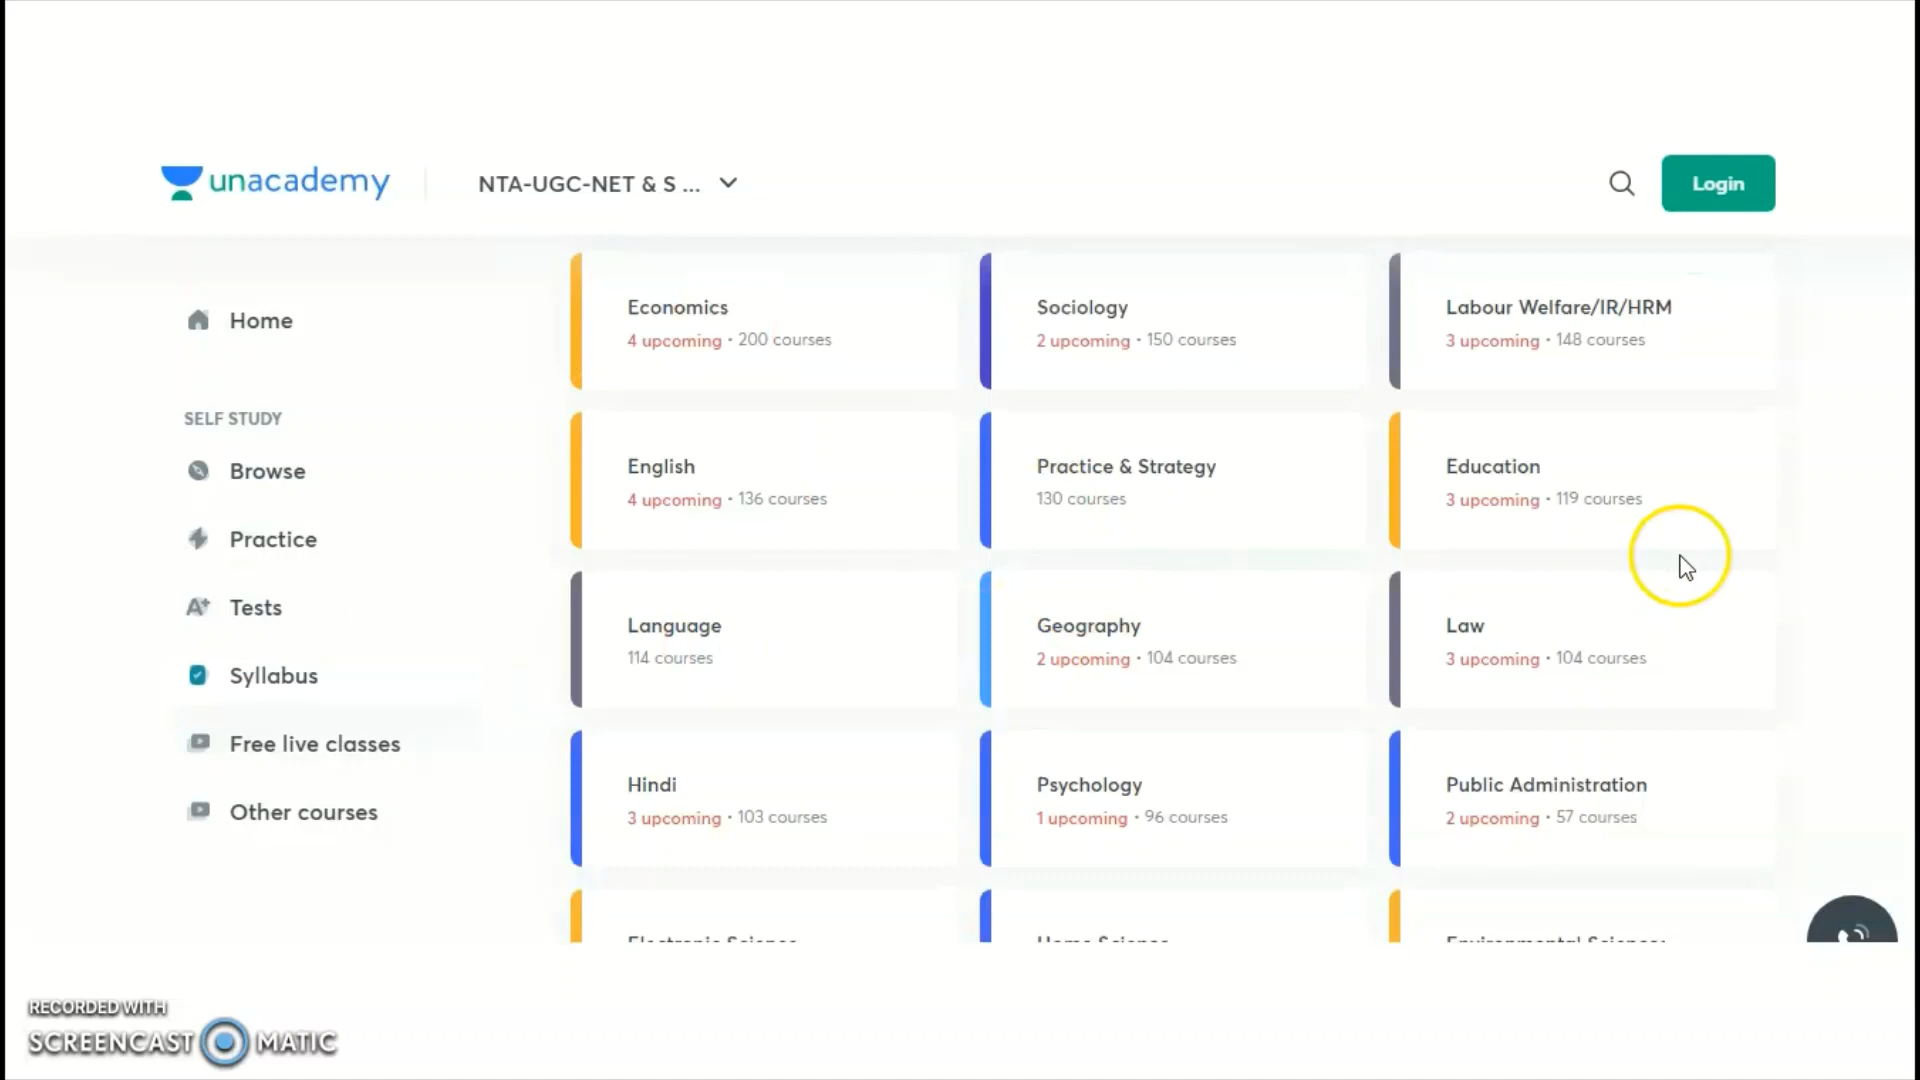 unacademy
NTA-UGC-NET & S ...
Login
Home
SELF STUDY
Browse
Practice
Tests
Syllabus
Free live classes
Other courses
Economics
4 upcoming • 200 courses
Sociology
2 upcoming • 150 courses
Labour Welfare/IR/HRM
3 upcoming • 148 courses
English
4 upcoming • 136 courses
Practice & Strategy
130 courses
Education
3 upcoming • 119 courses
Language
114 courses
Geography
2 upcoming • 104 courses
Law
3 upcoming • 104 courses
Hindi
3 upcoming • 103 courses
Psychology
1 upcoming • 96 courses
Public Administration
2 upcoming • 57 courses
Electronic Science
Home Science
RECORDED WITH
SCREENCAST MATIC